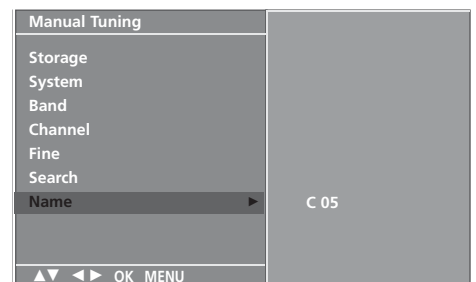 Manual Tuning
Storage
System
Band
Channel
Fine
Search
Name ► C 05
▲▼ ◄► OK MENU